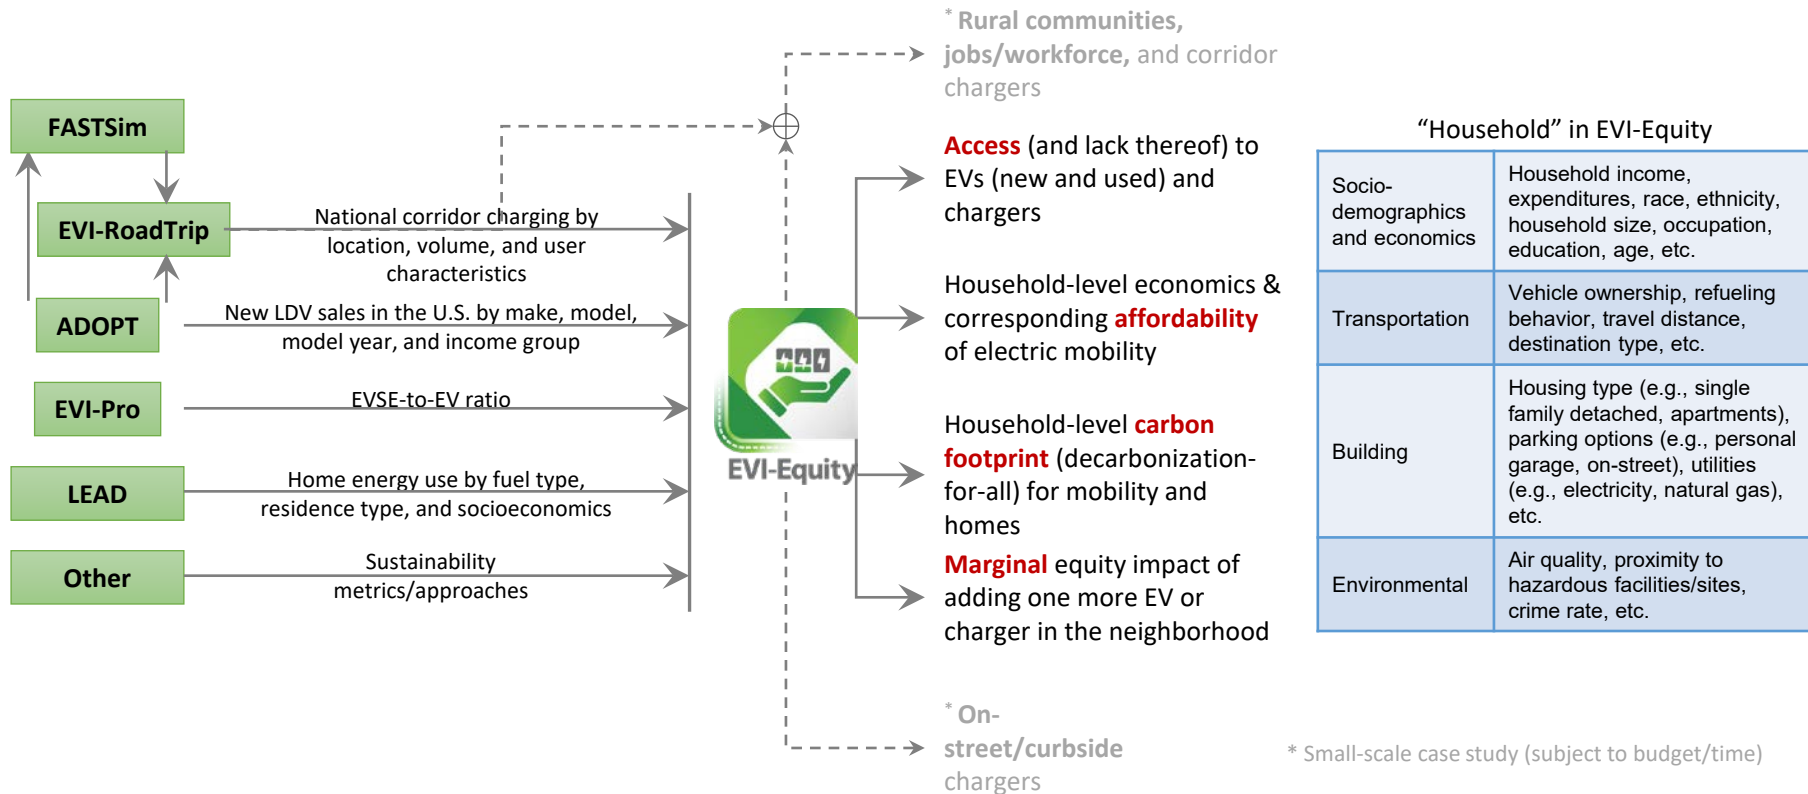 * Rural communities,
jobs/workforce, and corridor
chargers
FASTSim
EVI-RoadTrip
ADOPT
EVI-Pro
LEAD
Other
National corridor charging by
location, volume, and user
characteristics
New LDV sales in the U.S. by make, model,
model year, and income group
EVSE-to-EV ratio
Home energy use by fuel type,
residence type, and socioeconomics
Sustainability
metrics/approaches
EVI-Equity
Access (and lack thereof) to
EVs (new and used) and
chargers
Household-level economics &
corresponding affordability
of electric mobility
Household-level carbon
footprint (decarbonization-
for-all) for mobility and
homes
Marginal equity impact of
adding one more EV or
charger in the neighborhood
* On-
street/curbside
chargers
"Household" in EVI-Equity
Socio-
demographics
and economics
Household income,
expenditures, race, ethnicity,
household size, occupation,
education, age, etc.
Transportation
Vehicle ownership, refueling
behavior, travel distance,
destination type, etc.
Building
Housing type (e.g., single
family detached, apartments),
parking options (e.g., personal
garage, on-street), utilities
(e.g., electricity, natural gas),
etc.
Environmental
Air quality, proximity to
hazardous facilities/sites,
crime rate, etc.
* Small-scale case study (subject to budget/time)